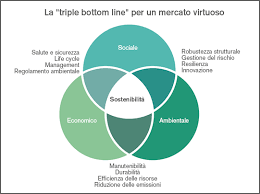 La "triple bottom line" per un mercato virtuoso
Sociale
Salute e sicurezza
Life cycle
Management
Regolamento ambientale
Robustezza strutturale
Gestione del rischio
Resilienza
Innovazione
Sostenibilità
Economico
Ambientale
Manutenibilità
Durabilità
Efficienza delle risorse
Riduzione delle emissioni